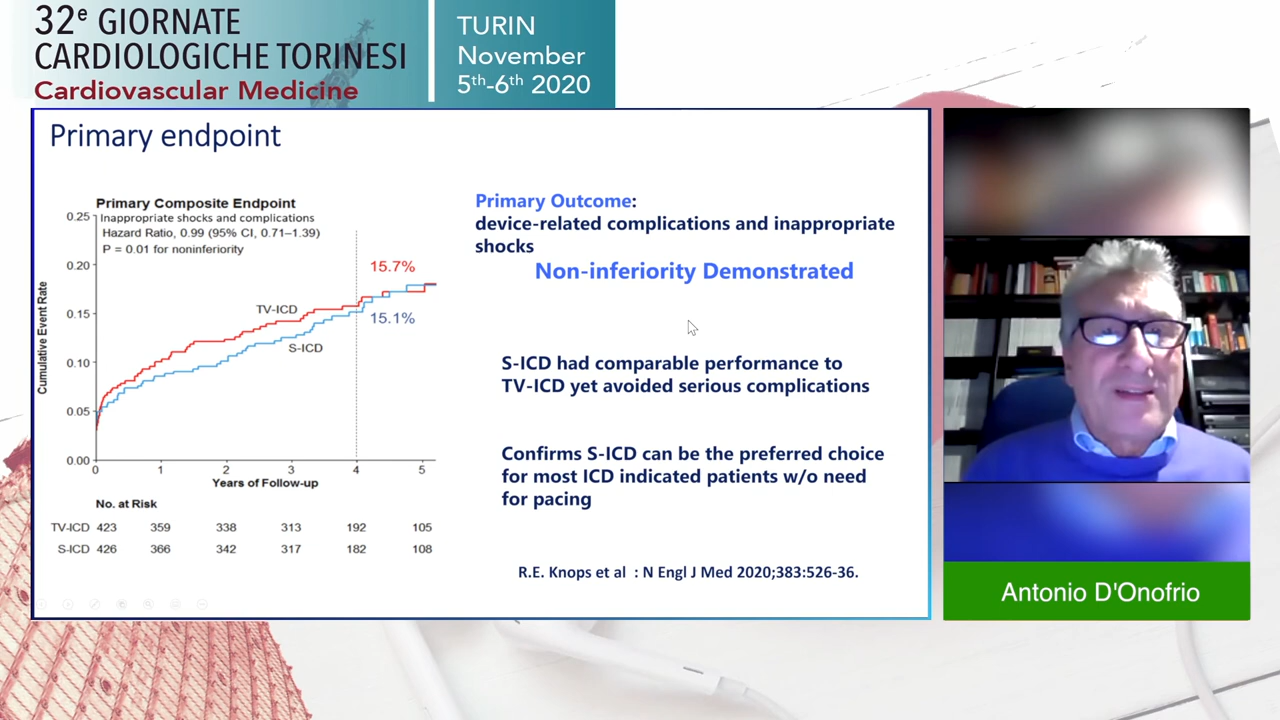 32e GIORNATE
CARDIOLOGICHE TORINESI
Cardiovascular Medicine
TURIN
November
5th-6th 2020
Primary endpoint
Primary Composite Endpoint
Inappropriate shocks and complications
Hazard Ratio, 0.99 (95% CI, 0.71–1.39)
P = 0.01 for noninferiority
Cumulative Event Rate
0.25
0.20
0.15
0.10
0.05
0.00
15.7%
TV-ICD
15.1%
S-ICD
0 1 2 3 4 5
Years of Follow-up
No. at Risk
TV-ICD 423 359 338 313 192 105
S-ICD 426 366 342 317 182 108
Primary Outcome:
device-related complications and inappropriate
shocks
Non-inferiority Demonstrated
S-ICD had comparable performance to
TV-ICD yet avoided serious complications
Confirms S-ICD can be the preferred choice
for most ICD indicated patients w/o need
for pacing
R.E. Knops et al : N Engl J Med 2020;383:526-36.
Antonio D'Onofrio